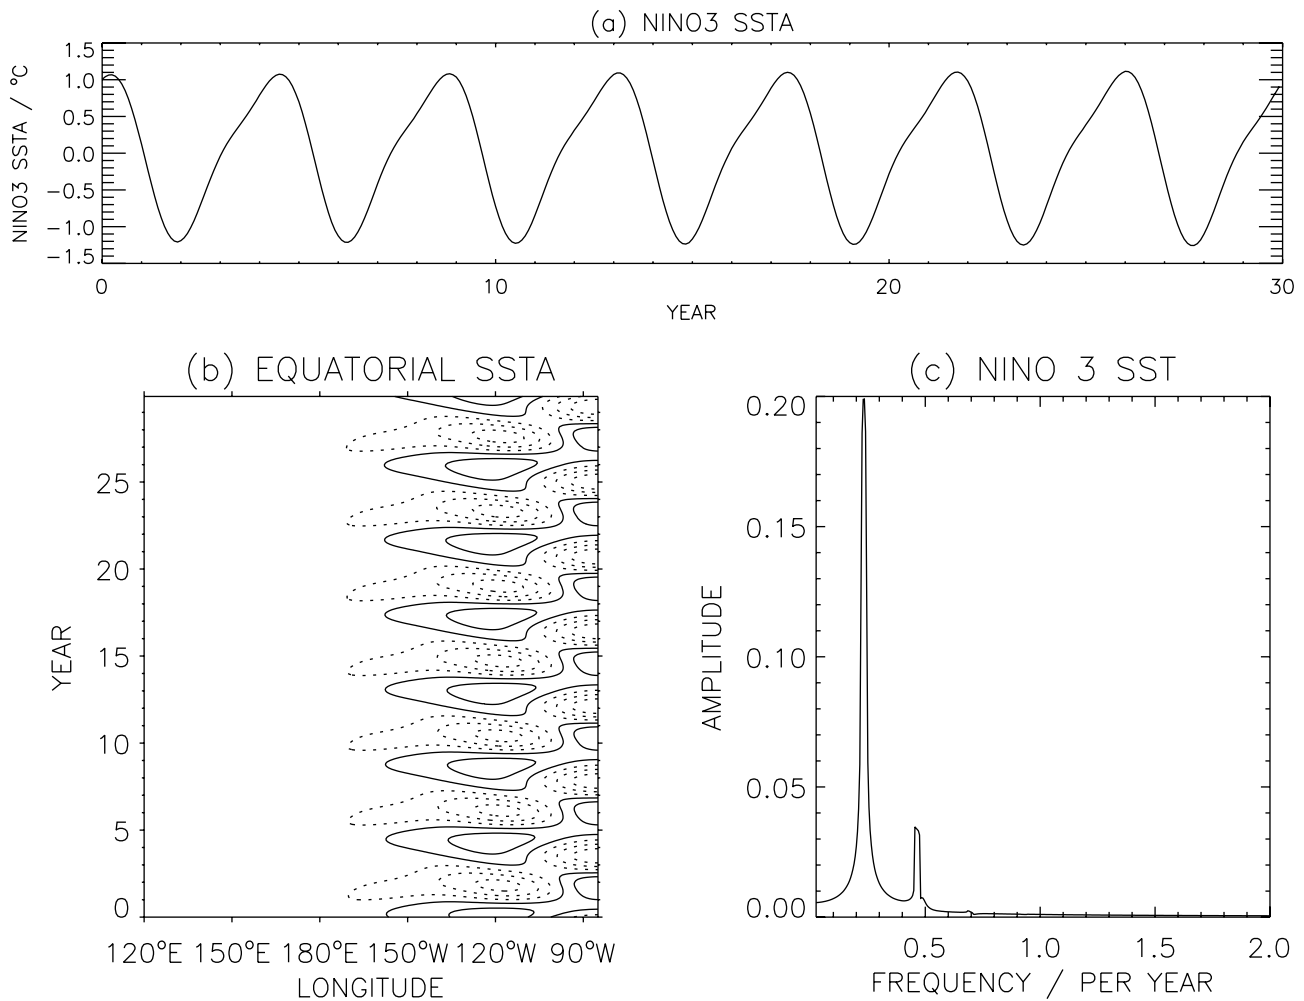 (a) NINO3 SSTA
NINO3 SSTA / °C
1.5
1.0
0.5
0.0
−0.5
−1.0
−1.5
0 10 20 30
YEAR
(b) EQUATORIAL SSTA
YEAR
25
20
15
10
5
0
120°E 150°E 180°E 150°W 120°W 90°W
LONGITUDE
(c) NINO 3 SST
AMPLITUDE
0.20
0.15
0.10
0.05
0.00
0.5 1.0 1.5 2.0
FREQUENCY / PER YEAR